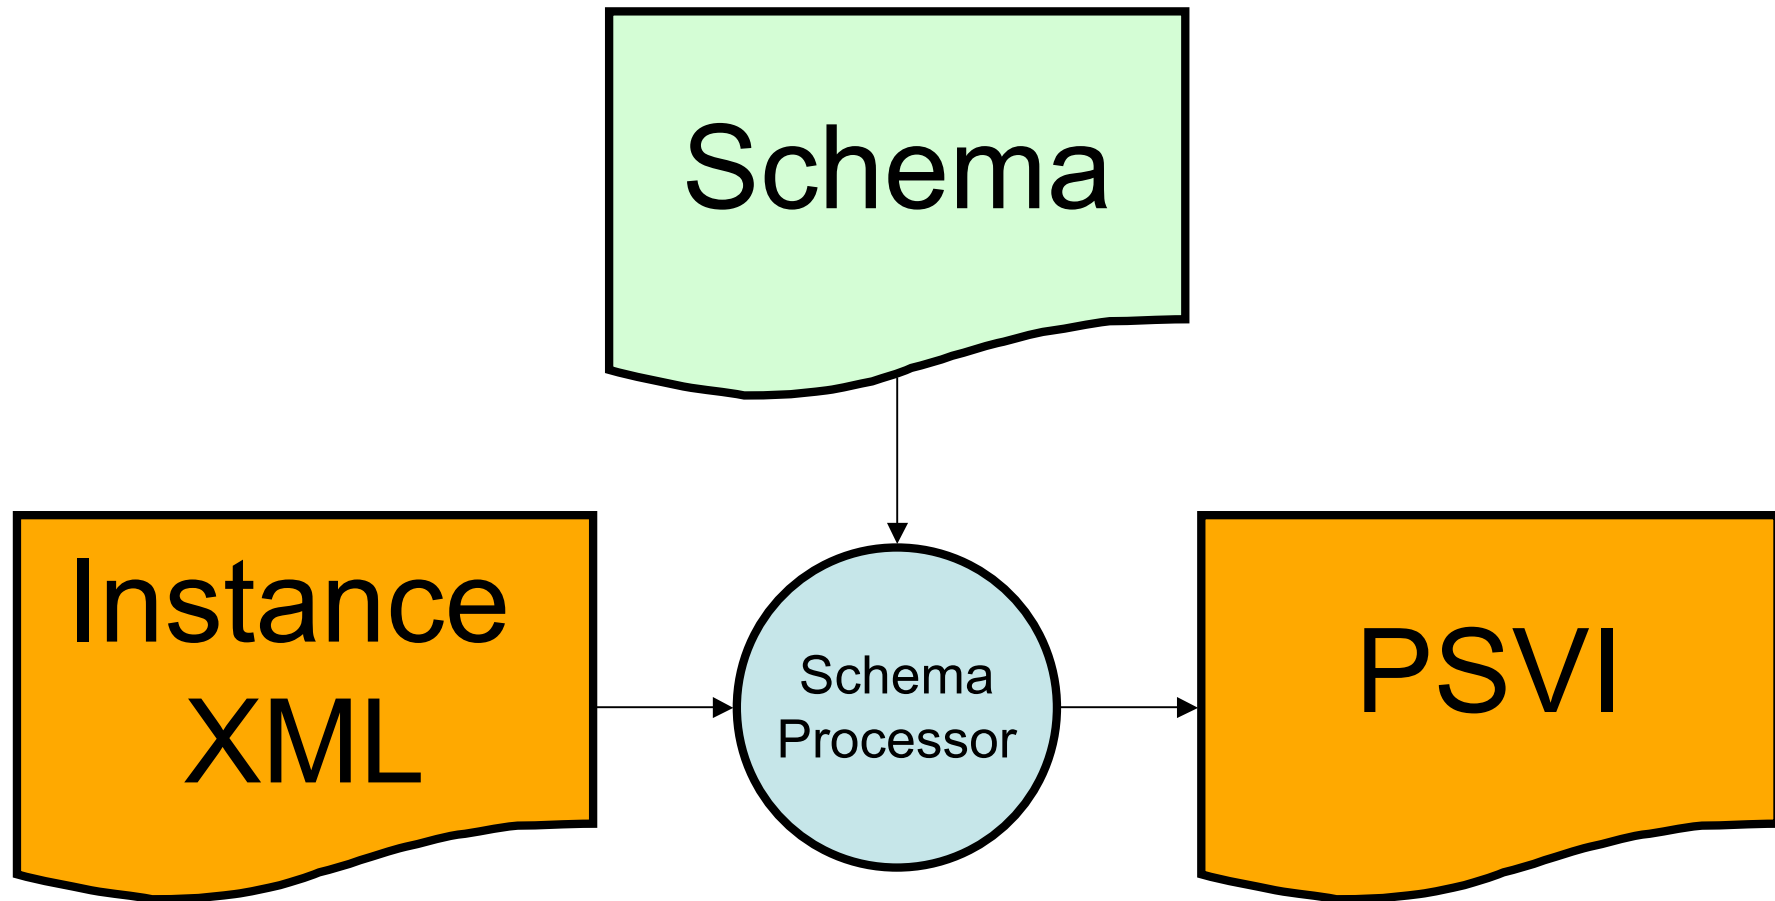 Schema
Instance
XML
Schema
Processor
PSVI